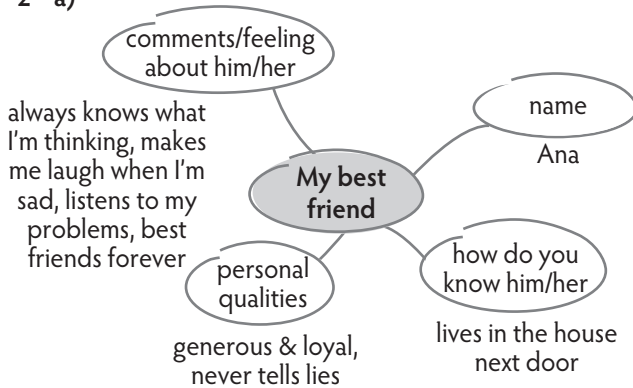 2 a)
comments/feeling
about him/her
always knows what
I'm thinking, makes
me laugh when I'm
sad, listens to my
problems, best
friends forever
name
Ana
My best
friend
personal
qualities
generous & loyal,
never tells lies
how do you
know him/her
lives in the house
next door